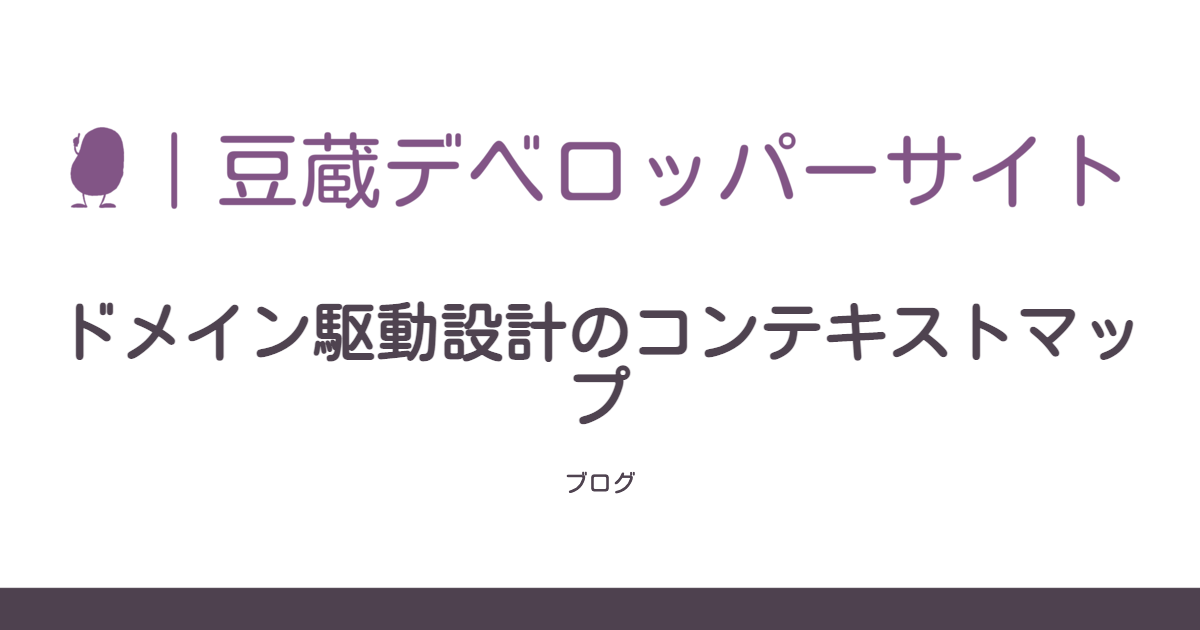 ｜豆蔵デベロッパーサイト
ドメイン駆動設計のコンテキストマッ
プ
ブログ